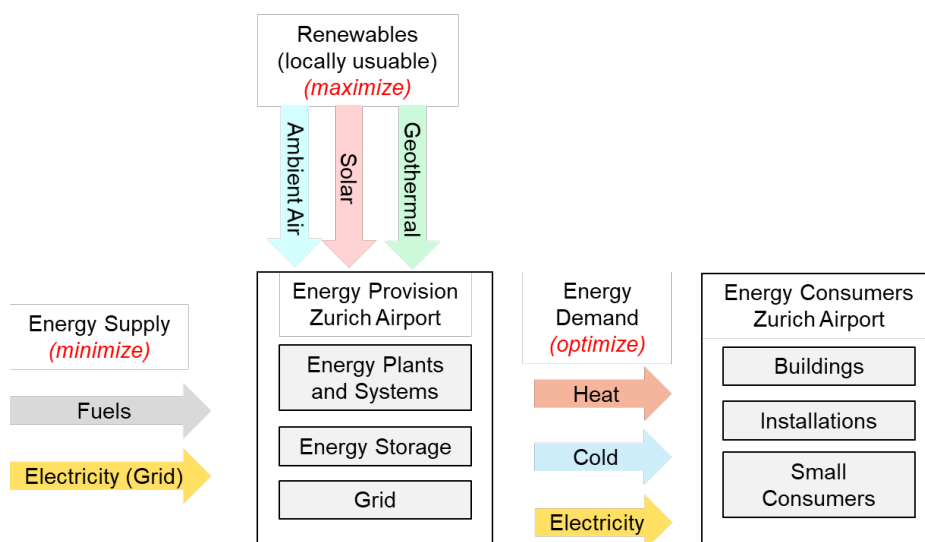 Renewables
(locally usuable)
(maximize)
Ambient Air
Solar
Geothermal
Energy Supply
(minimize)
Fuels
Electricity (Grid)
Energy Provision
Zurich Airport
Energy Plants
and Systems
Energy Storage
Grid
Energy
Demand
(optimize)
Heat
Cold
Electricity
Energy Consumers
Zurich Airport
Buildings
Installations
Small
Consumers